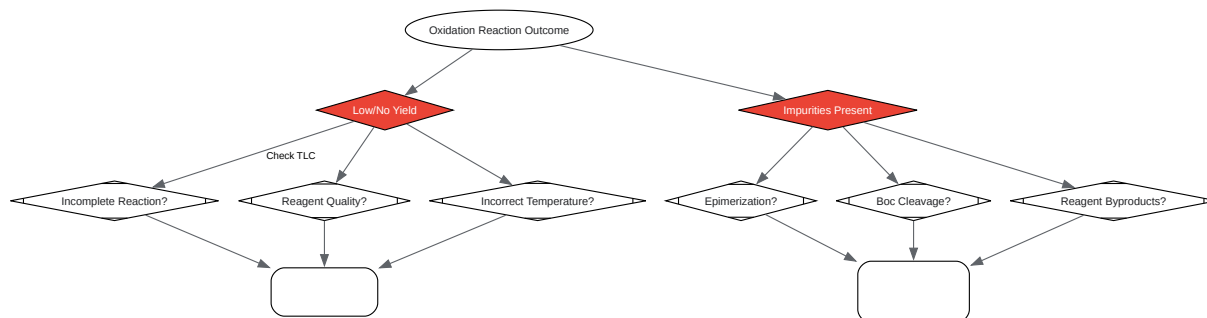 Oxidation Reaction Outcome
Low/No Yield
Impurities Present
Check TLC
Incomplete Reaction?
Reagent Quality?
Incorrect Temperature?
Epimerization?
Boc Cleavage?
Reagent Byproducts?